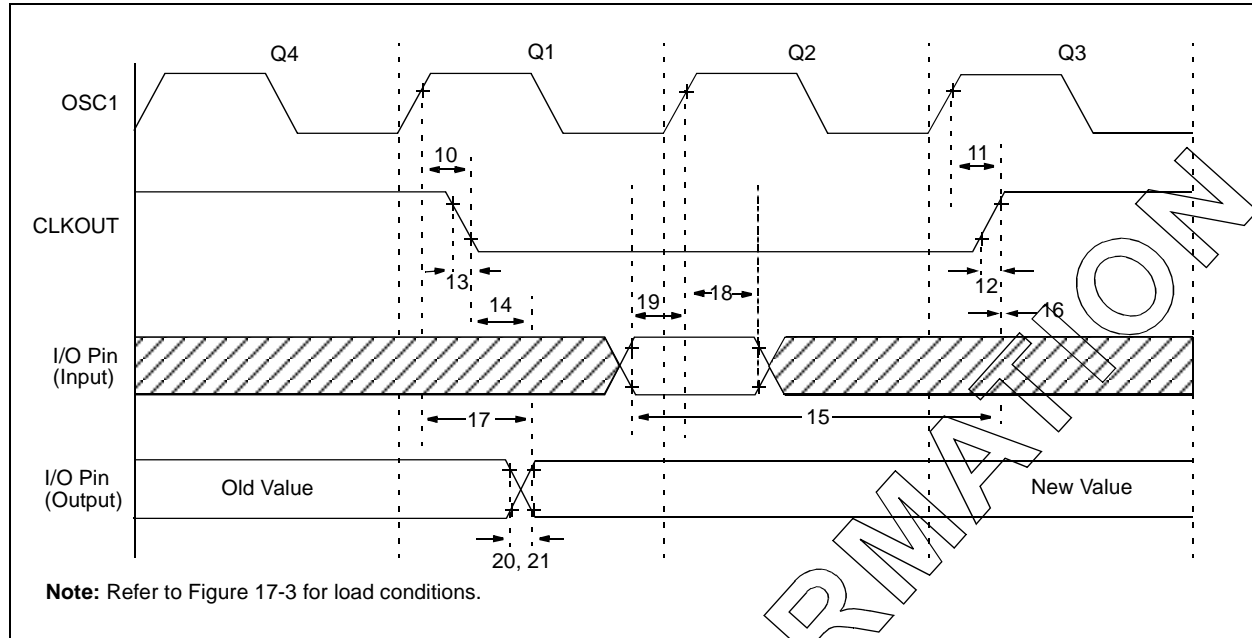 Q4 Q1 Q2 Q3
OSC1
10 11
CLKOUT
13 12
14 19 18 16
I/O Pin
(Input)
17 15
I/O Pin
(Output)
Old Value New Value
20, 21
Note: Refer to Figure 17-3 for load conditions.
RMATION